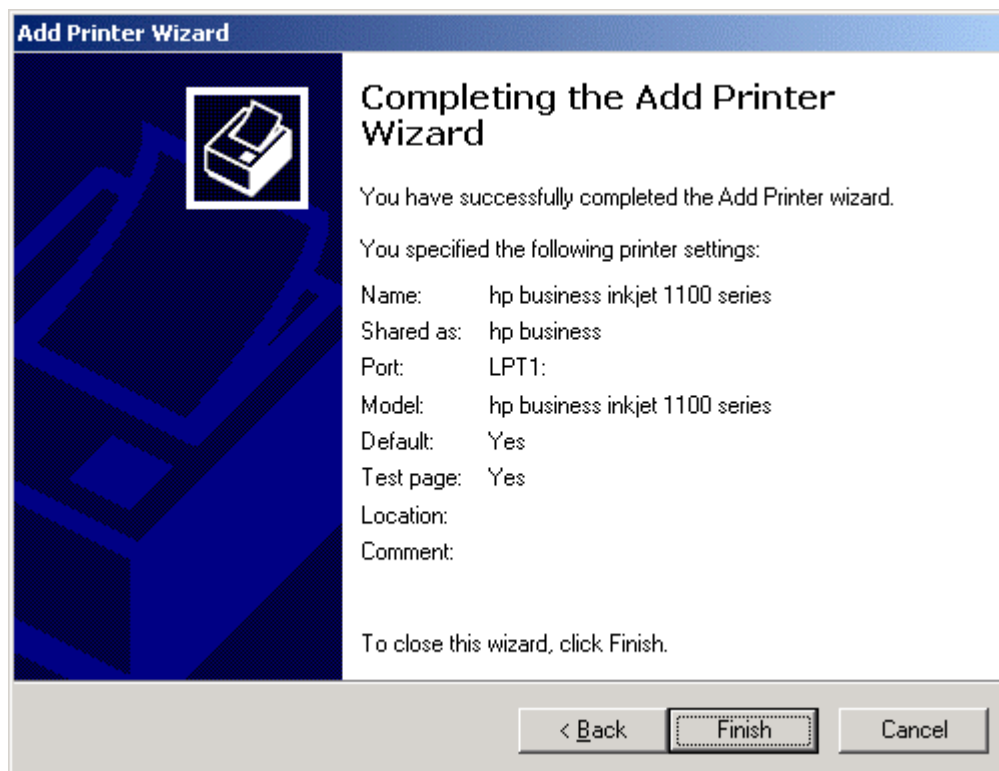 Add Printer Wizard
Completing the Add Printer
Wizard
You have successfully completed the Add Printer wizard.
You specified the following printer settings:
Name: hp business inkjet 1100 series
Shared as: hp business
Port: LPT1:
Model: hp business inkjet 1100 series
Default: Yes
Test page: Yes
Location:
Comment:
To close this wizard, click Finish.
< Back Finish Cancel